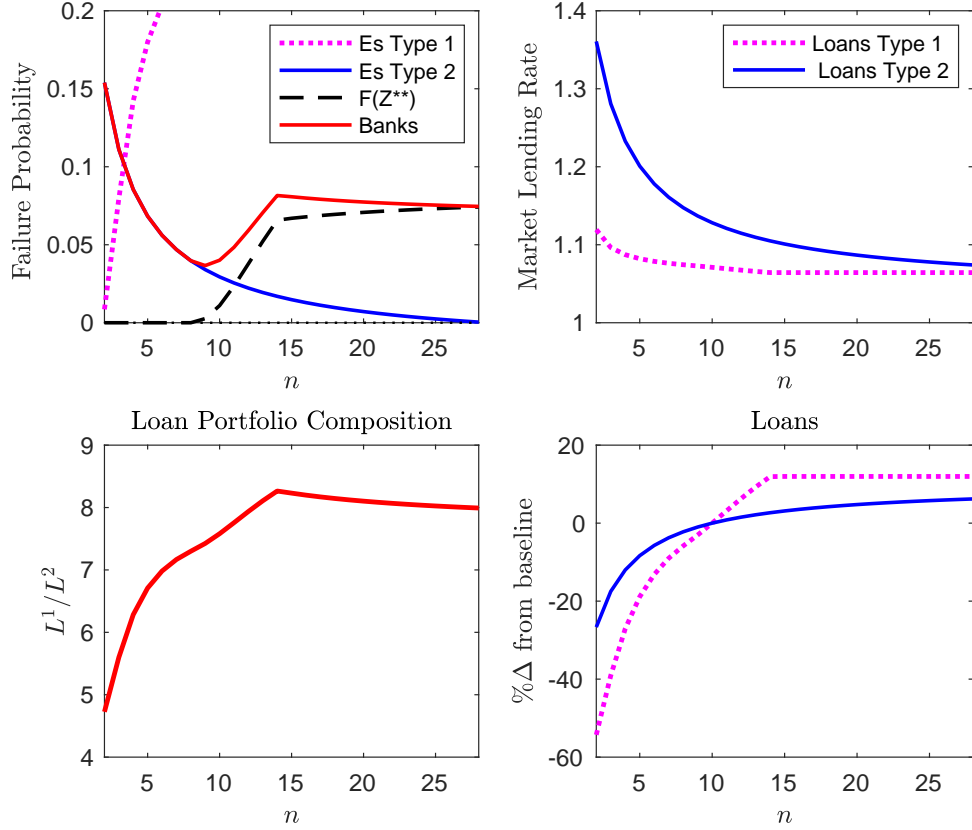 Failure Probability
0.2
0.15
0.1
0.05
0
5 10 15 20 25
n
Es Type 1
Es Type 2
F(Z**)
Banks
Market Lending Rate
1.4
1.3
1.2
1.1
1
5 10 15 20 25
n
Loans Type 1
Loans Type 2
Loan Portfolio Composition
L¹/L²
9
8
7
6
5
4
5 10 15 20 25
n
Loans
%Δ from baseline
20
0
-20
-40
-60
5 10 15 20 25
n